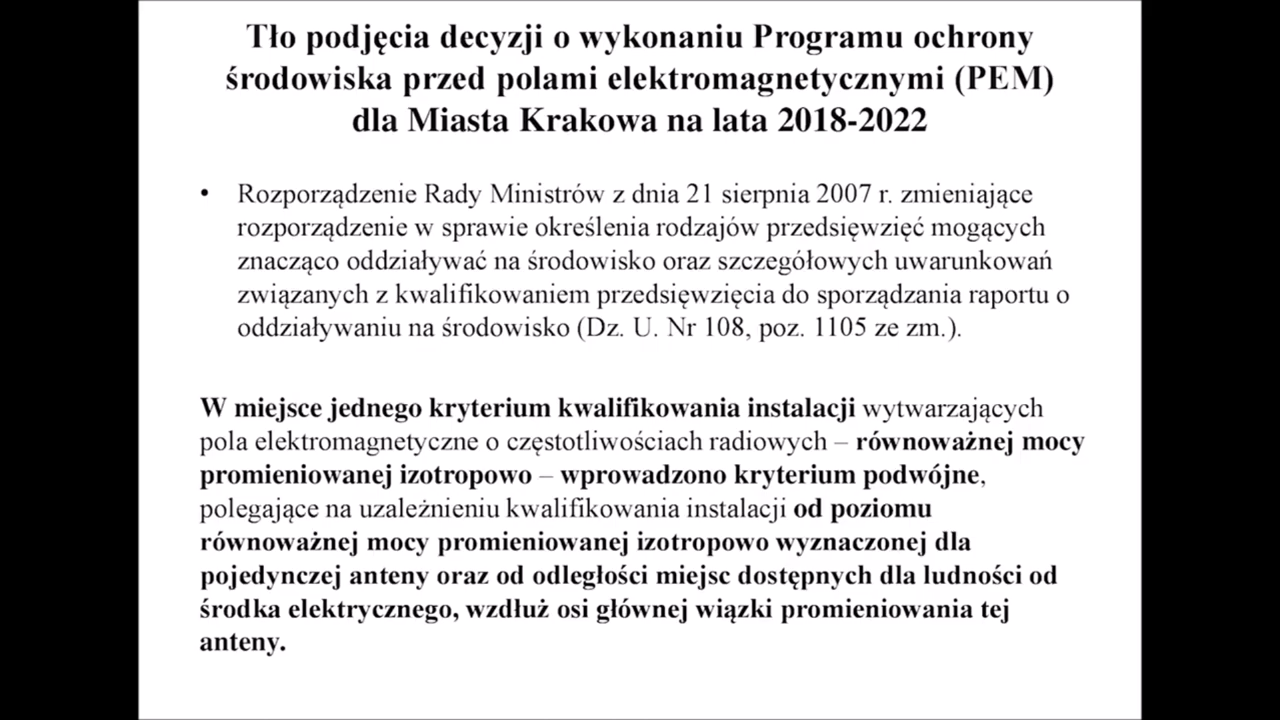 Tło podjęcia decyzji o wykonaniu Programu ochrony
środowiska przed polami elektromagnetycznymi (PEM)
dla Miasta Krakowa na lata 2018-2022
• Rozporządzenie Rady Ministrów z dnia 21 sierpnia 2007 r. zmieniające
rozporządzenie w sprawie określenia rodzajów przedsięwzięć mogących
znacząco oddziaływać na środowisko oraz szczegółowych uwarunkowań
związanych z kwalifikowaniem przedsięwzięcia do sporządzania raportu o
oddziaływaniu na środowisko (Dz. U. Nr 108, poz. 1105 ze zm.).
W miejsce jednego kryterium kwalifikowania instalacji wytwarzających
pola elektromagnetyczne o częstotliwościach radiowych – równoważnej mocy
promieniowanej izotropowo – wprowadzono kryterium podwójne,
polegające na uzależnieniu kwalifikowania instalacji od poziomu
równoważnej mocy promieniowanej izotropowo wyznaczonej dla
pojedynczej anteny oraz od odległości miejsc dostępnych dla ludności od
środka elektrycznego, wzdłuż osi głównej wiązki promieniowania tej
anteny.